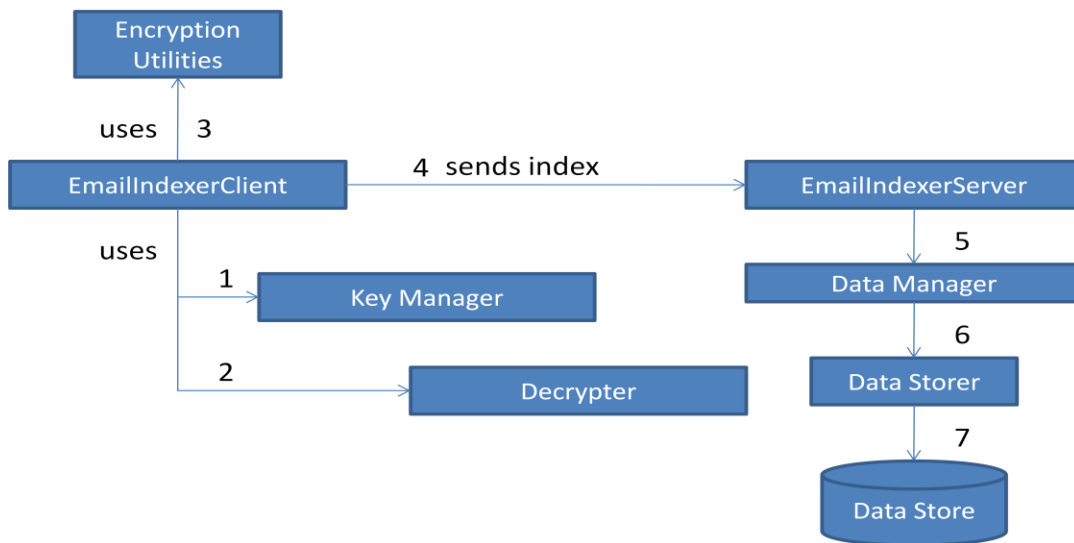 Encryption
Utilities
uses 3
EmailIndexerClient
4 sends index
EmailIndexerServer
uses
5
1
Key Manager
Data Manager
6
2
Decrypter
Data Storer
7
Data Store